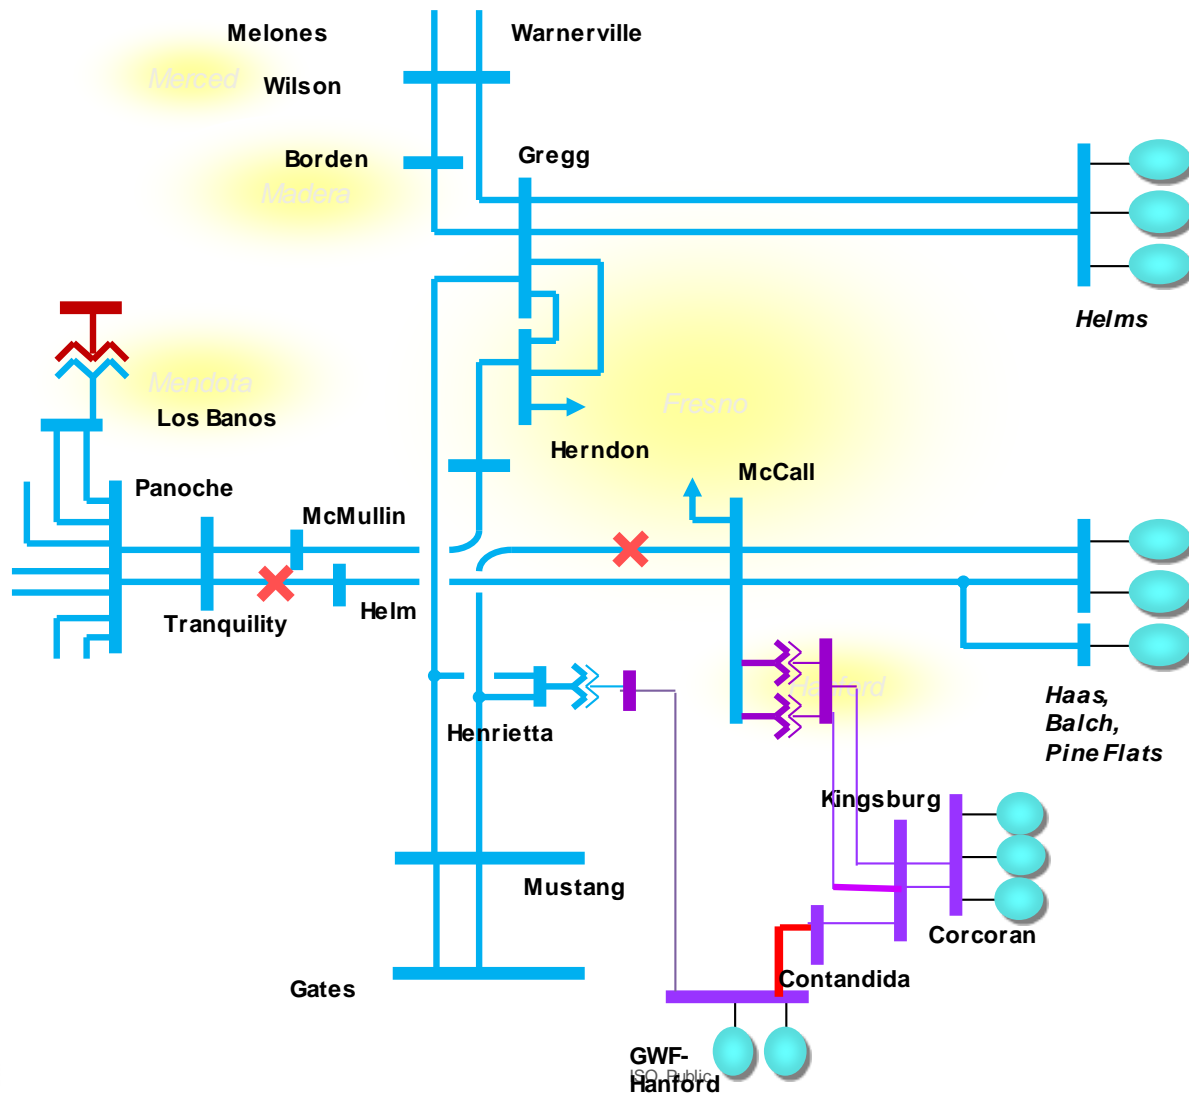 Melones
Warnerville
Merced
Wilson
Borden
Gregg
Madera
Helms
Mendota
Fresno
Los Banos
Herndon
McCall
Panoche
McMullin
Helm
Tranquility
Hanford
Haas,
Balch,
Pine Flats
Henrietta
Kingsburg
Mustang
Corcoran
Contandida
Gates
GWF-
Hanford
ISO Public